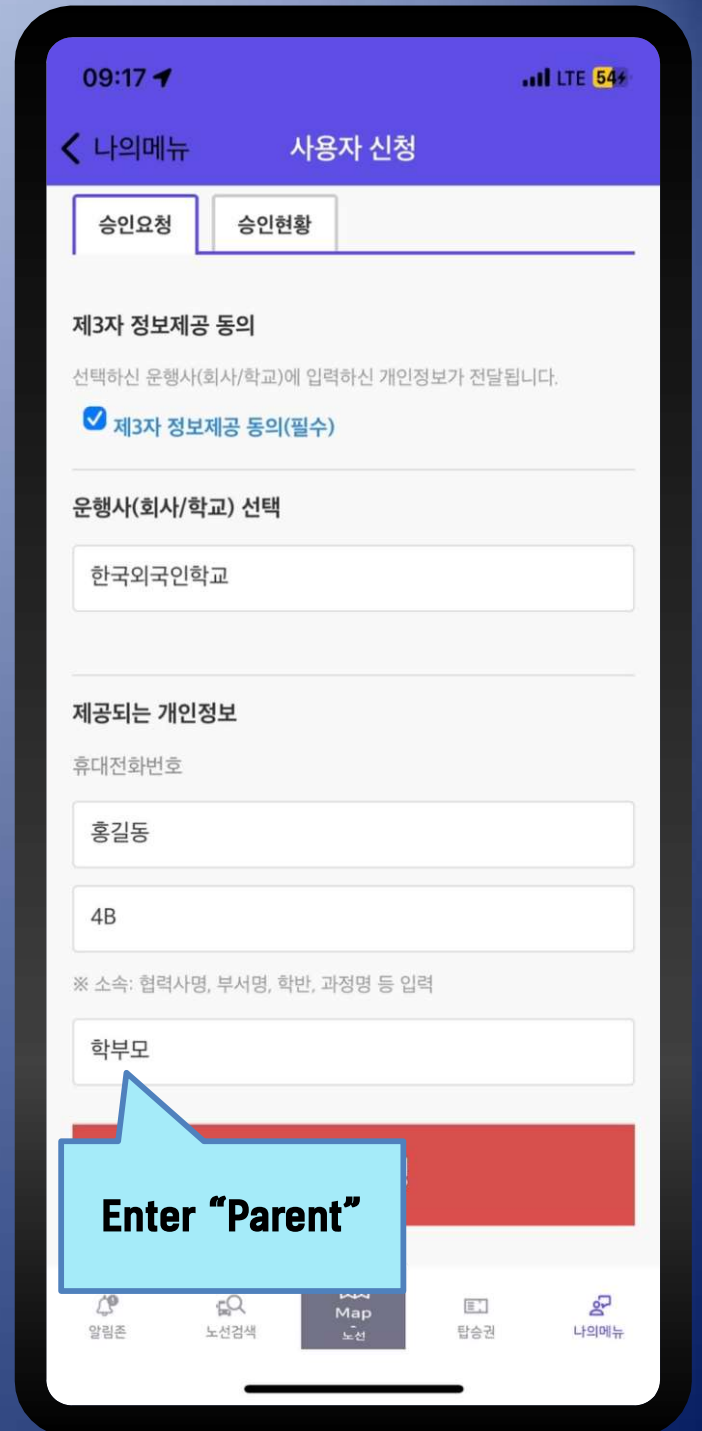 09:17
LTE 54
나의메뉴
사용자 신청
승인요청
승인현황
제3자 정보제공 동의
선택하신 운행사(회사/학교)에 입력하신 개인정보가 전달됩니다.
제3자 정보제공 동의(필수)
운행사(회사/학교) 선택
한국외국인학교
제공되는 개인정보
휴대전화번호
홍길동
4B
※ 소속: 협력사명, 부서명, 학반, 과정명 등 입력
학부모
Enter “Parent”
알림존
노선검색
Map
-
노선
탑승권
나의메뉴